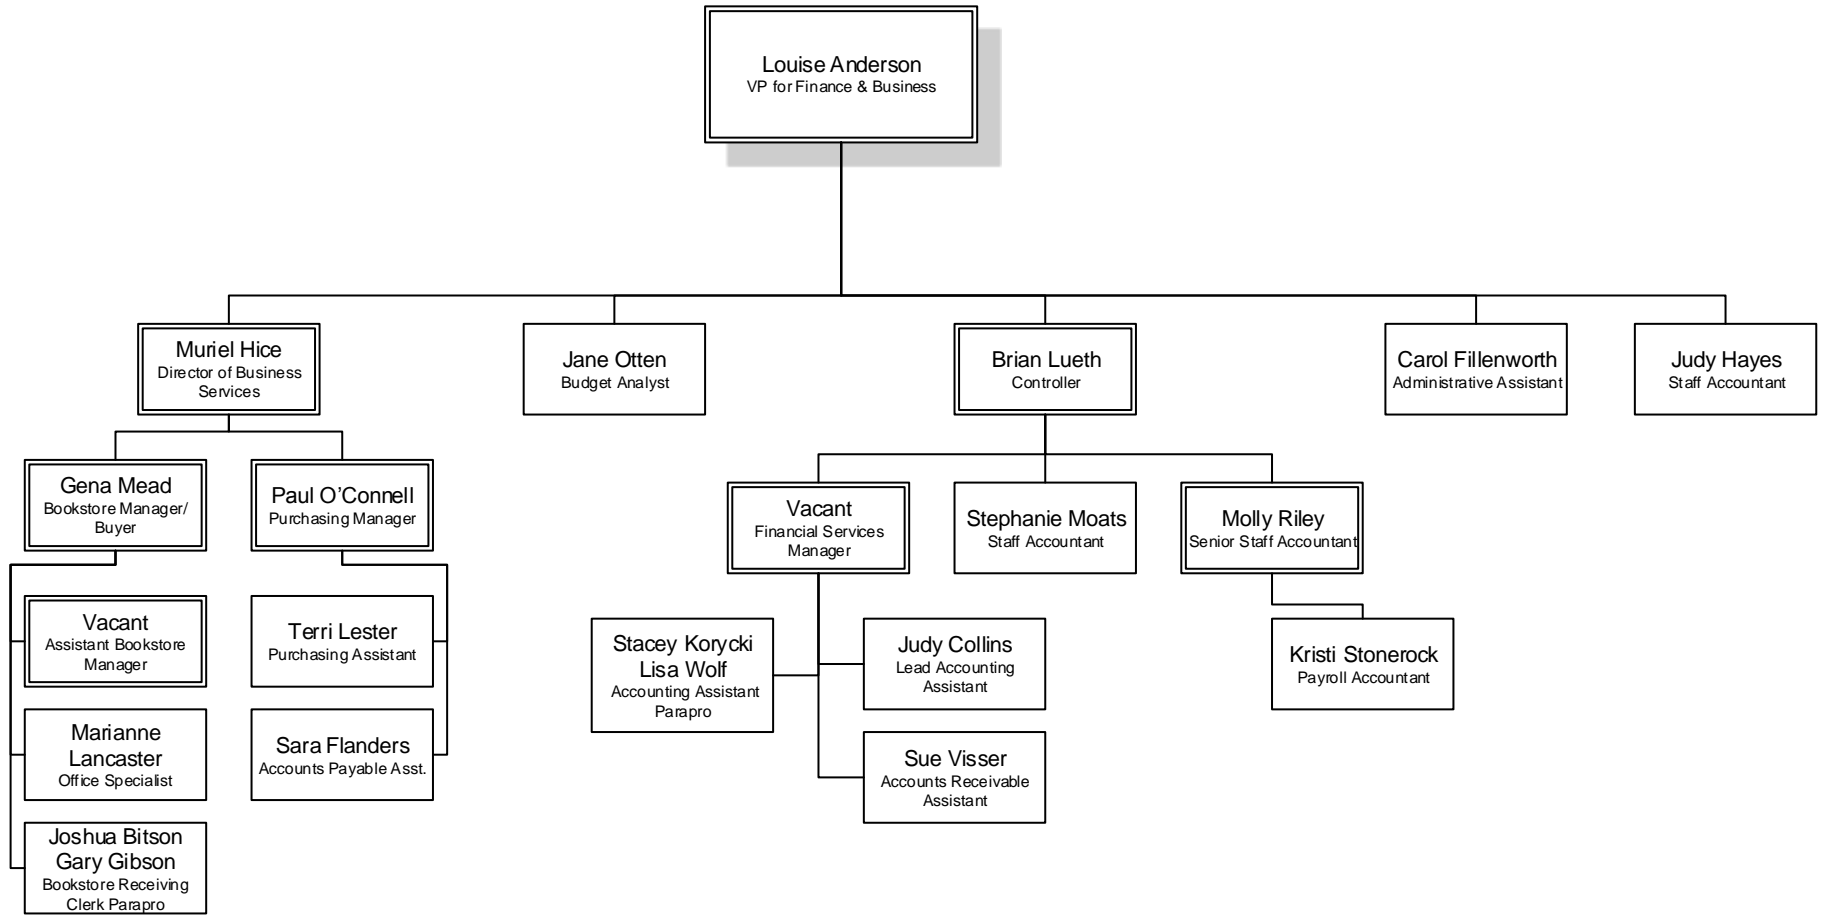 Louise Anderson
VP for Finance & Business
Muriel Hice
Director of Business
Services
Jane Otten
Budget Analyst
Brian Lueth
Controller
Carol Fillenworth
Administrative Assistant
Judy Hayes
Staff Accountant
Gena Mead
Bookstore Manager/
Buyer
Paul O’Connell
Purchasing Manager
Vacant
Financial Services
Manager
Stephanie Moats
Staff Accountant
Molly Riley
Senior Staff Accountant
Vacant
Assistant Bookstore
Manager
Terri Lester
Purchasing Assistant
Stacey Korycki
Lisa Wolf
Accounting Assistant
Parapro
Judy Collins
Lead Accounting
Assistant
Kristi Stonerock
Payroll Accountant
Marianne
Lancaster
Office Specialist
Sara Flanders
Accounts Payable Asst.
Sue Visser
Accounts Receivable
Assistant
Joshua Bitson
Gary Gibson
Bookstore Receiving
Clerk Parapro